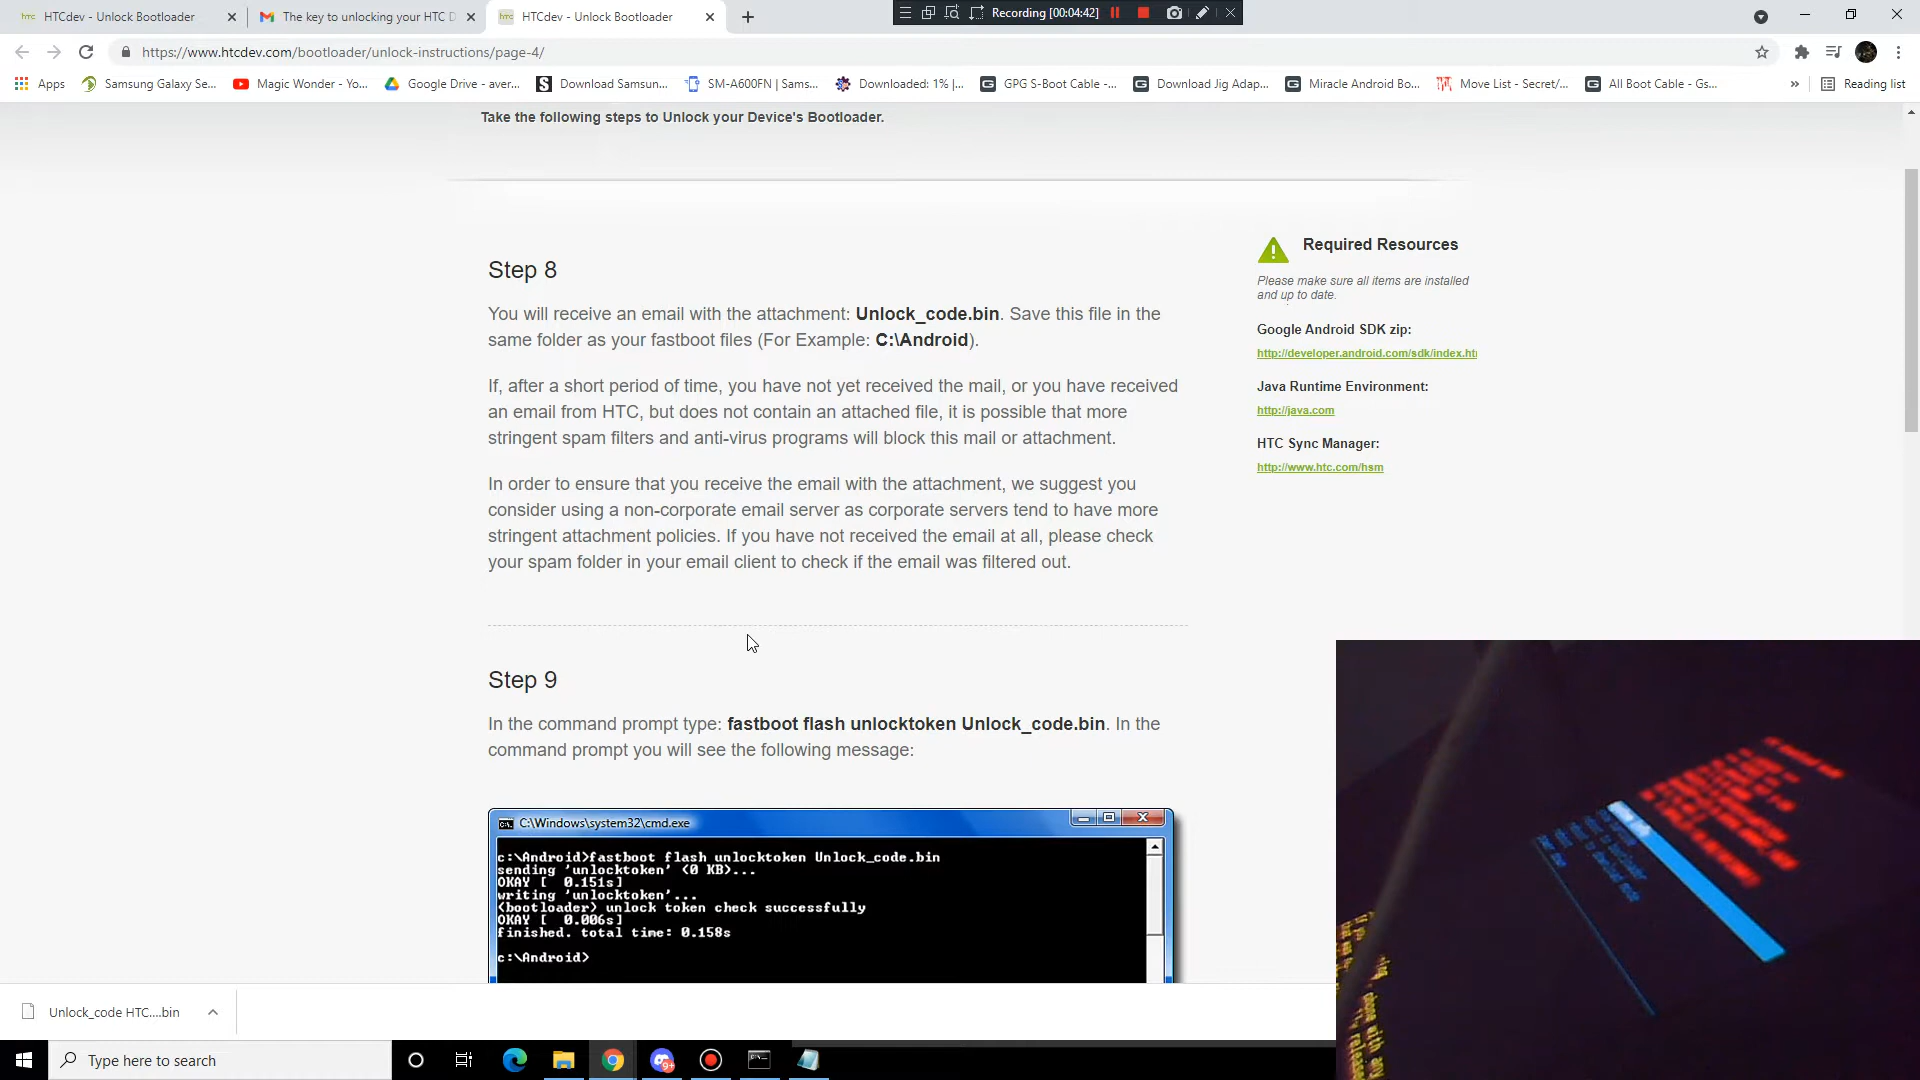 HTCdev - Unlock Bootloader
The key to unlocking your HTC D
HTCdev - Unlock Bootloader
Recording [00:04:42]
https://www.htcdev.com/bootloader/unlock-instructions/page-4/
Apps
Samsung Galaxy Se...
Magic Wonder - Yo...
Google Drive - aver...
Download Samsun...
SM-A600FN | Sams...
Downloaded: 1% |...
GPG S-Boot Cable -...
Download Jig Adap...
Miracle Android Bo...
Move List - Secret/...
All Boot Cable - Gs...
»
Reading list
Take the following steps to Unlock your Device's Bootloader.
Step 8
You will receive an email with the attachment: Unlock_code.bin. Save this file in the
same folder as your fastboot files (For Example: C:\Android).
If, after a short period of time, you have not yet received the mail, or you have received
an email from HTC, but does not contain an attached file, it is possible that more
stringent spam filters and anti-virus programs will block this mail or attachment.
In order to ensure that you receive the email with the attachment, we suggest you
consider using a non-corporate email server as corporate servers tend to have more
stringent attachment policies. If you have not received the email at all, please check
your spam folder in your email client to check if the email was filtered out.
Required Resources
Please make sure all items are installed
and up to date.
Google Android SDK zip:
http://developer.android.com/sdk/index.ht
Java Runtime Environment:
http://java.com
HTC Sync Manager:
http://www.htc.com/hsm
Step 9
In the command prompt type: fastboot flash unlocktoken Unlock_code.bin. In the
command prompt you will see the following message:
C:\Windows\system32\cmd.exe
c:\Android>fastboot flash unlocktoken Unlock_code.bin
sending 'unlocktoken' (0 KB)...
OKAY [  0.151s]
writing 'unlocktoken'...
(bootloader) unlock token check successfully
OKAY [  0.006s]
finished. total time: 0.158s
c:\Android>
Unlock_code HTC....bin
Type here to search